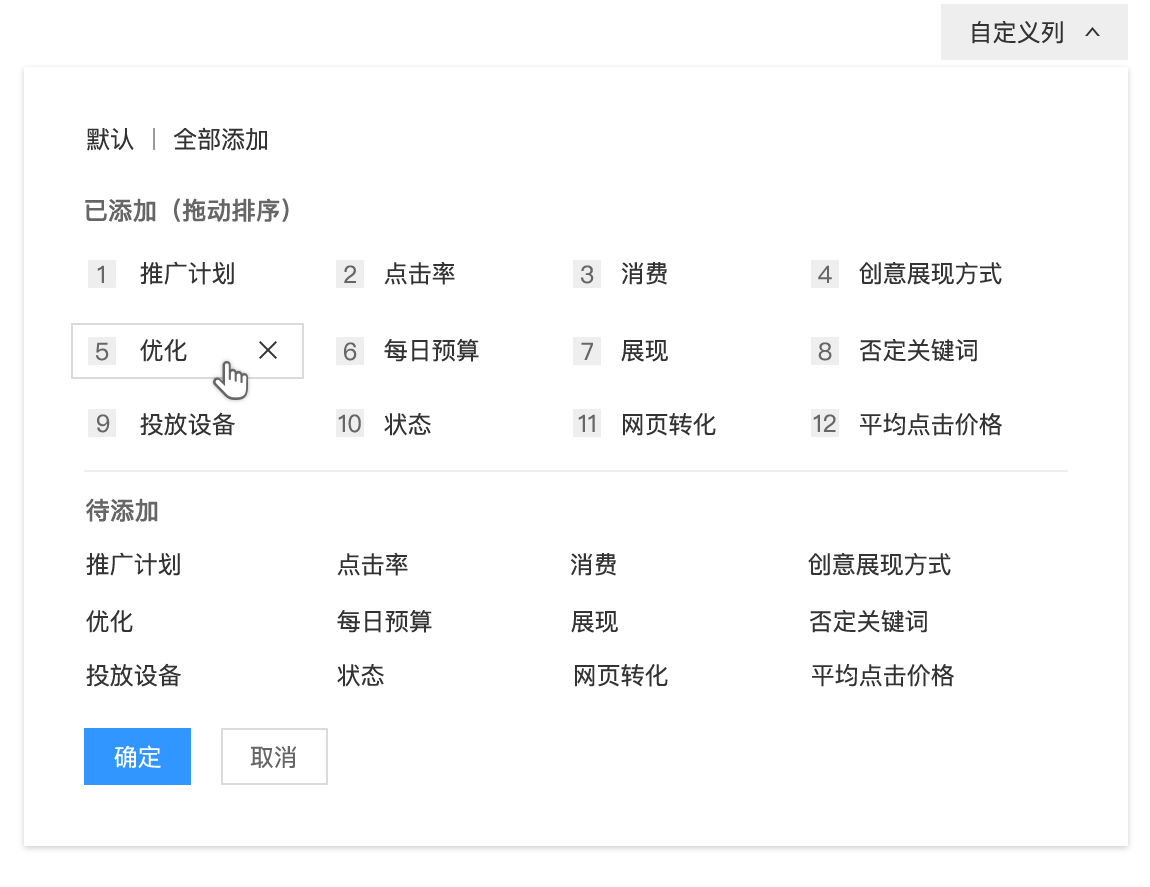 自定义列
默认 | 全部添加
已添加（拖动排序）
1 推广计划 2 点击率 3 消费 4 创意展现方式
5 优化 6 每日预算 7 展现 8 否定关键词
9 投放设备 10 状态 11 网页转化 12 平均点击价格
待添加
推广计划 点击率 消费 创意展现方式
优化 每日预算 展现 否定关键词
投放设备 状态 网页转化 平均点击价格
确定 取消